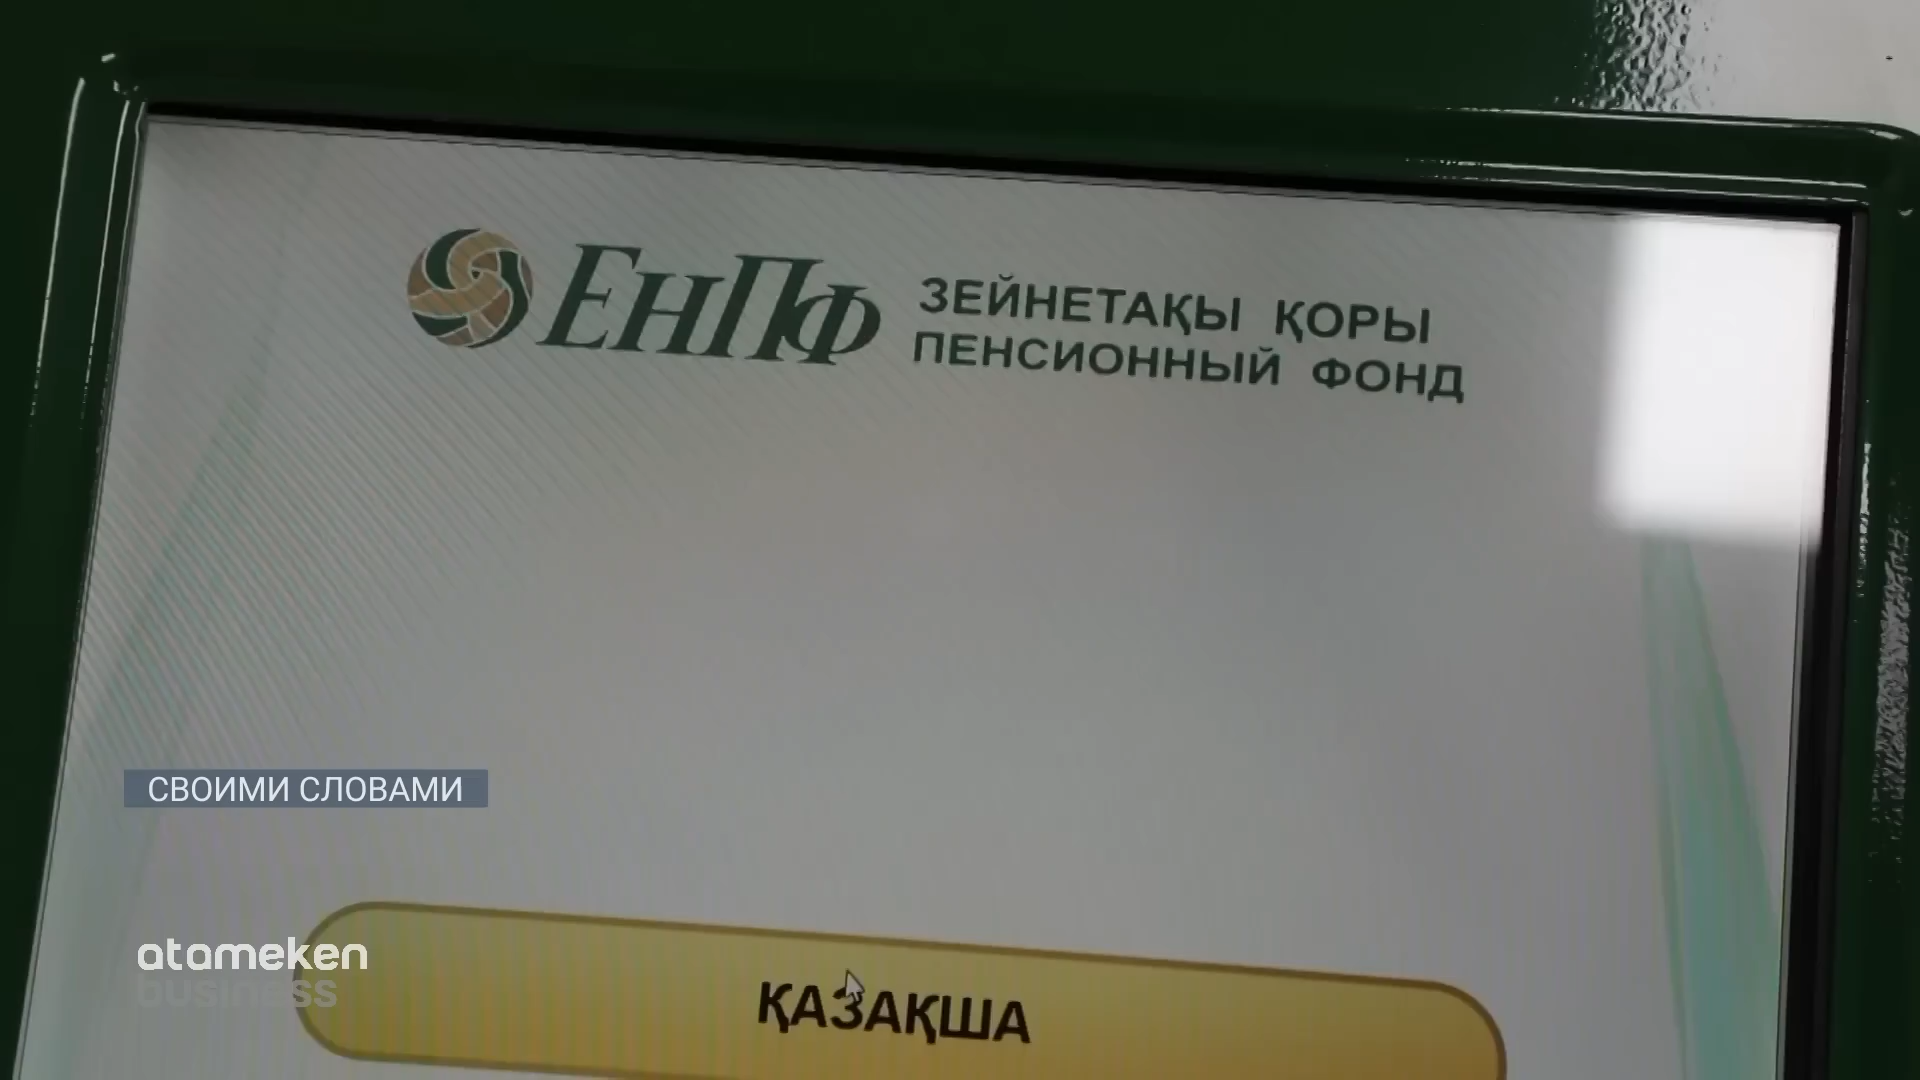 ЕНПФ
ЗЕЙНЕТАҚЫ ҚОРЫ
ПЕНСИОННЫЙ ФОНД
СВОИМИ СЛОВАМИ
atameken
business
ҚАЗАҚША